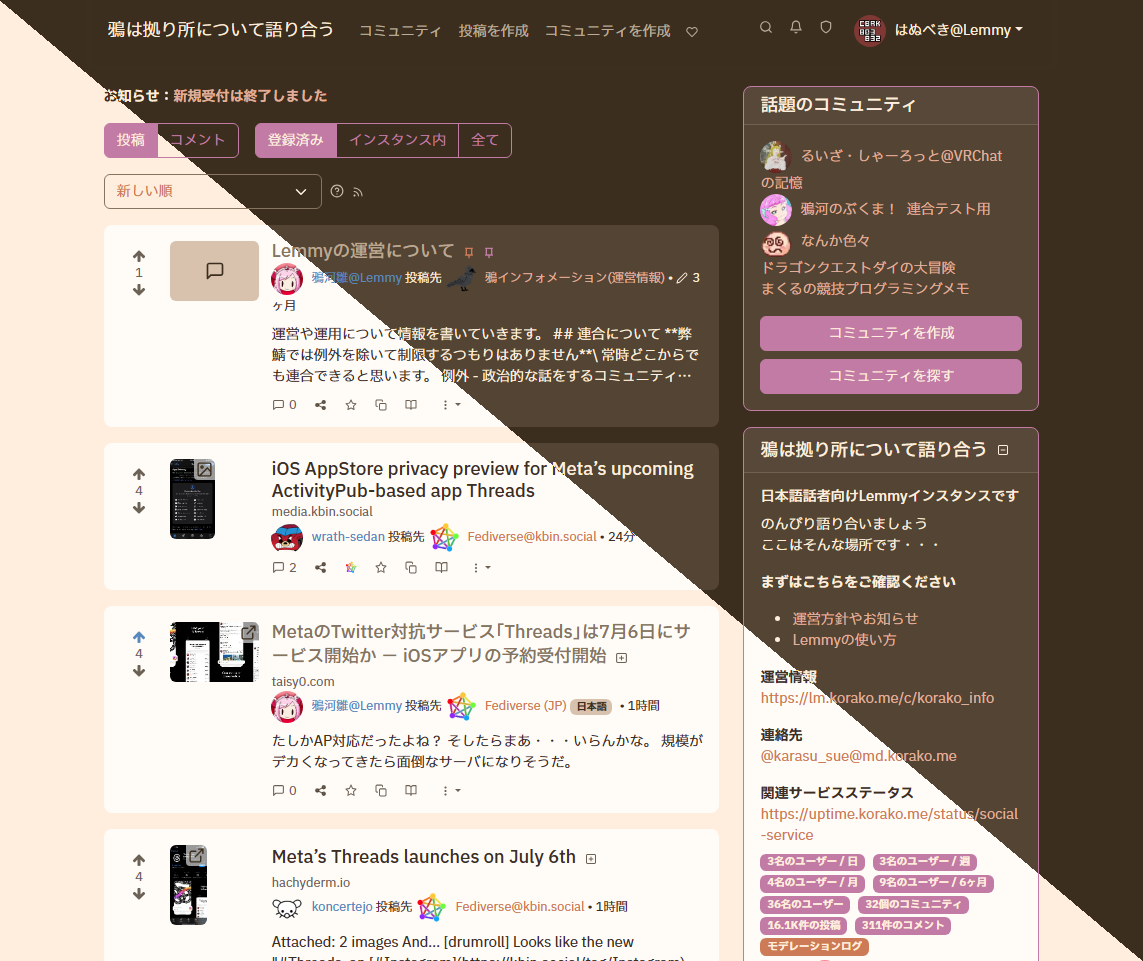 鴉は拠り所について語り合う
コミュニティ
投稿を作成
コミュニティを作成
はぬべき@Lemmy
お知らせ：新規受付は終了しました
投稿
コメント
登録済み
インスタンス内
全て
新しい順
1
Lemmyの運営について
鴉河雛@Lemmy 投稿先 鴉インフォメーション(運営情報) • 3
ヶ月
運営や運用について情報を書いていきます。 ## 連合について **弊
鯖では例外を除いて制限するつもりはありません**\ 常時どこからで
も連合できると思います。 例外 - 政治的な話をするコミュニティ…
0
4
iOS AppStore privacy preview for Meta’s upcoming
ActivityPub-based app Threads
media.kbin.social
wrath-sedan 投稿先 Fediverse@kbin.social • 24分
2
4
MetaのTwitter対抗サービス｢Threads｣は7月6日にサ
ービス開始か － iOSアプリの予約受付開始
taisy0.com
鴉河雛@Lemmy 投稿先 Fediverse (JP) 日本語 • 1時間
たしかAP対応だったよね？ そしたらまあ・・・いらんかな。 規模が
デカくなってきたら面倒なサーバになりそうだ。
0
4
Meta’s Threads launches on July 6th
hachyderm.io
koncertejo 投稿先 Fediverse@kbin.social • 1時間
Attached: 2 images And… [drumroll] Looks like the new
話題のコミュニティ
るいざ・しゃーろっと@VRChat
の記憶
鴉河のぶくま！ 連合テスト用
なんか色々
ドラゴンクエストダイの大冒険
まくるの競技プログラミングメモ
コミュニティを作成
コミュニティを探す
鴉は拠り所について語り合う
日本語話者向けLemmyインスタンスです
のんびり語り合いましょう
ここはそんな場所です・・・
まずはこちらをご確認ください
運営方針やお知らせ
Lemmyの使い方
運営情報
https://lm.korako.me/c/korako_info
連絡先
@karasu_sue@md.korako.me
関連サービスステータス
https://uptime.korako.me/status/social
-service
3名のユーザー / 日
3名のユーザー / 週
4名のユーザー / 月
9名のユーザー / 6ヶ月
36名のユーザー
32個のコミュニティ
16.1K件の投稿
311件のコメント
モデレーションログ